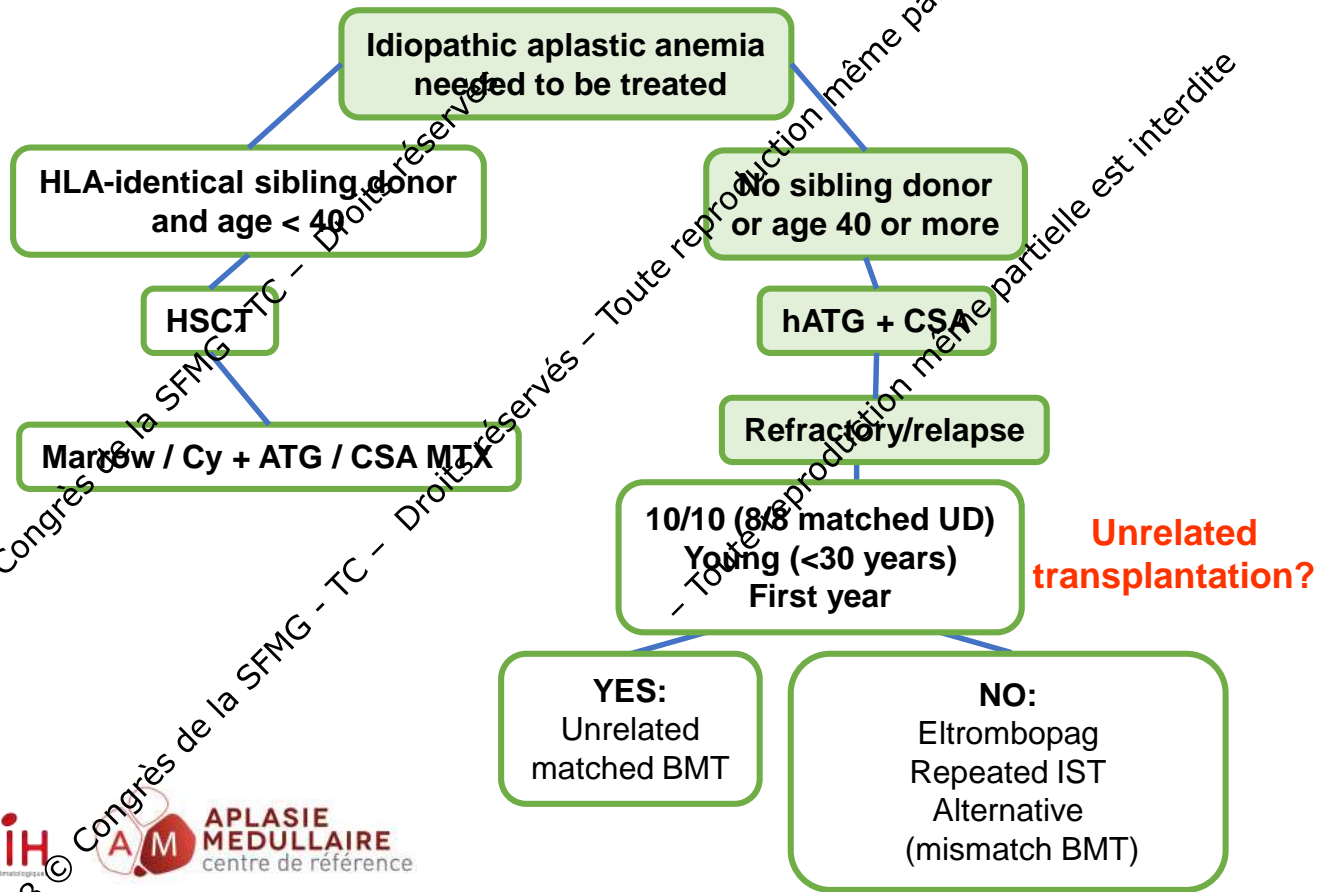 Idiopathic aplastic anemia
needed to be treated
HLA-identical sibling donor
and age < 40
No sibling donor
or age 40 or more
HSCT
hATG + CSA
Marrow / Cy + ATG / CSA MTX
Refractory/relapse
10/10 (8/8 matched UD)
Young (<30 years)
First year
Unrelated
transplantation?
YES:
Unrelated
matched BMT
NO:
Eltrombopag
Repeated IST
Alternative
(mismatch BMT)
Congrès de la SFMG - TC – Droits réservés
© Congrès de la SFMG - TC – Droits réservés – Toute reproduction même
– Toute reproduction même partielle est interdite
iH
AM
APLASIE
MEDULLAIRE
centre de référence